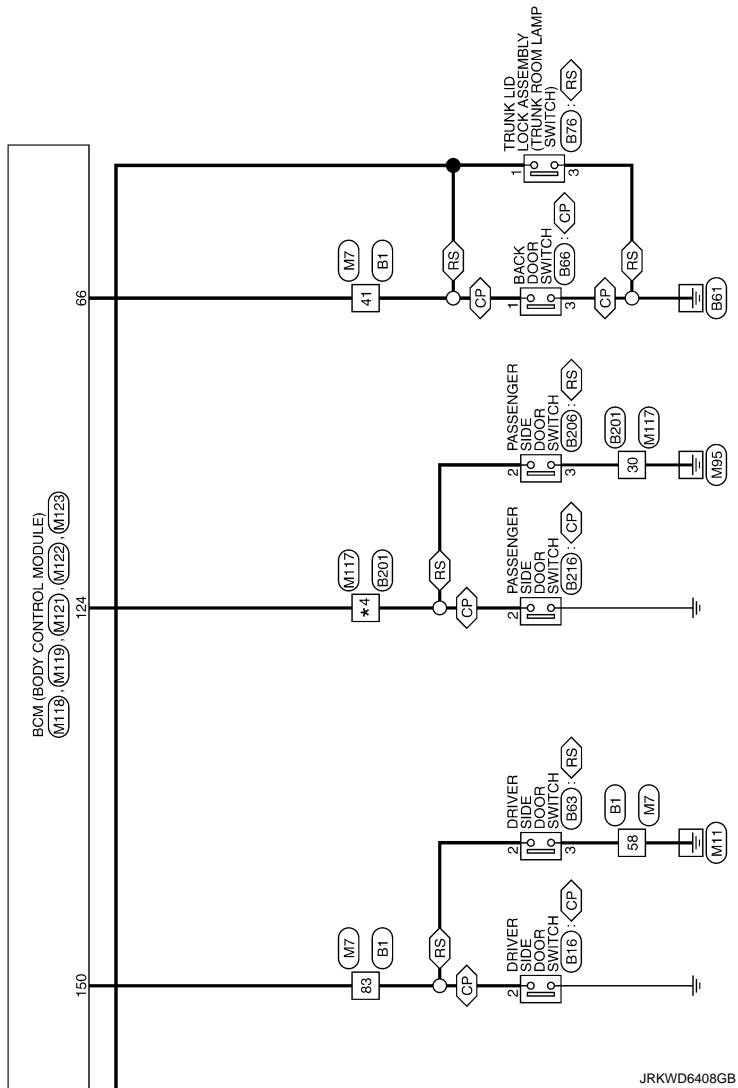 BCM (BODY CONTROL MODULE)
M118 , M119 , M121 , M122 , M123
150
124
66
83
M7
B1
RS
CP
2
DRIVER
SIDE
DOOR
SWITCH
B16 : CP
2
3
DRIVER
SIDE
DOOR
SWITCH
B63 : RS
58
B1
M7
M11
★4
M117
B201
RS
CP
2
PASSENGER
SIDE
DOOR
SWITCH
B216 : CP
2
3
PASSENGER
SIDE
DOOR
SWITCH
B206 : RS
30
B201
M117
M95
41
M7
B1
RS
CP
1
3
BACK
DOOR
SWITCH
B66 : CP
CP
RS
B61
1
3
TRUNK LID
LOCK ASSEMBLY
(TRUNK ROOM LAMP
SWITCH)
B76 : RS
JRKWD6408GB